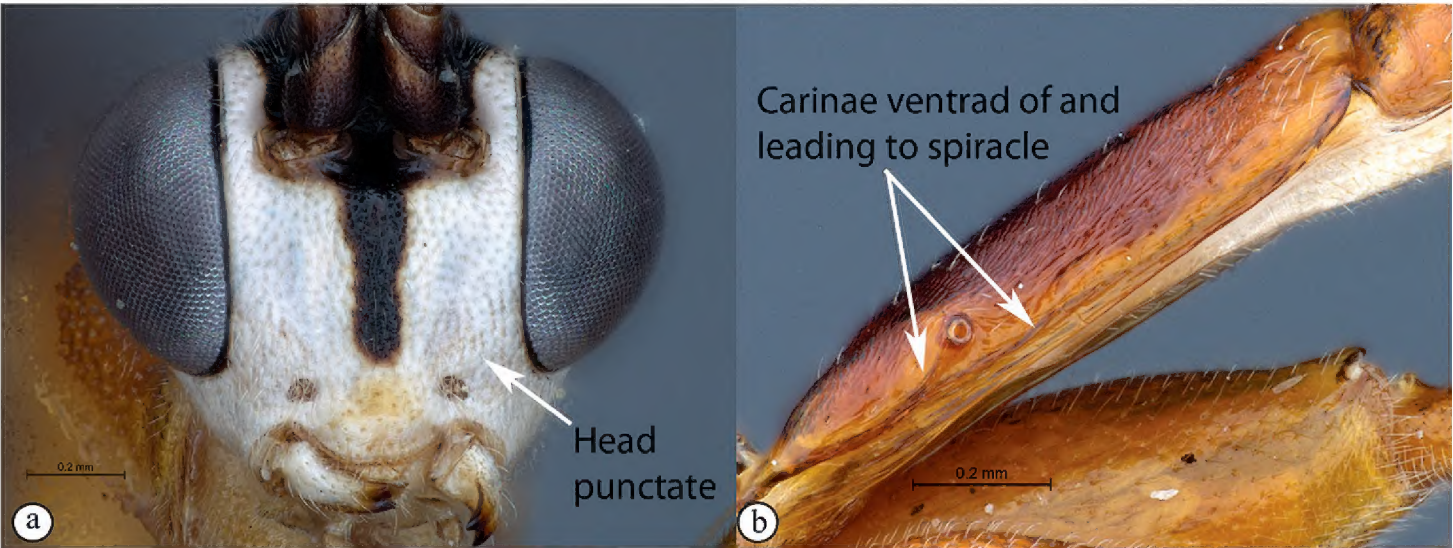 Head
punctate
0.2 mm
a
Carinae ventrad of and
leading to spiracle
0.2 mm
b